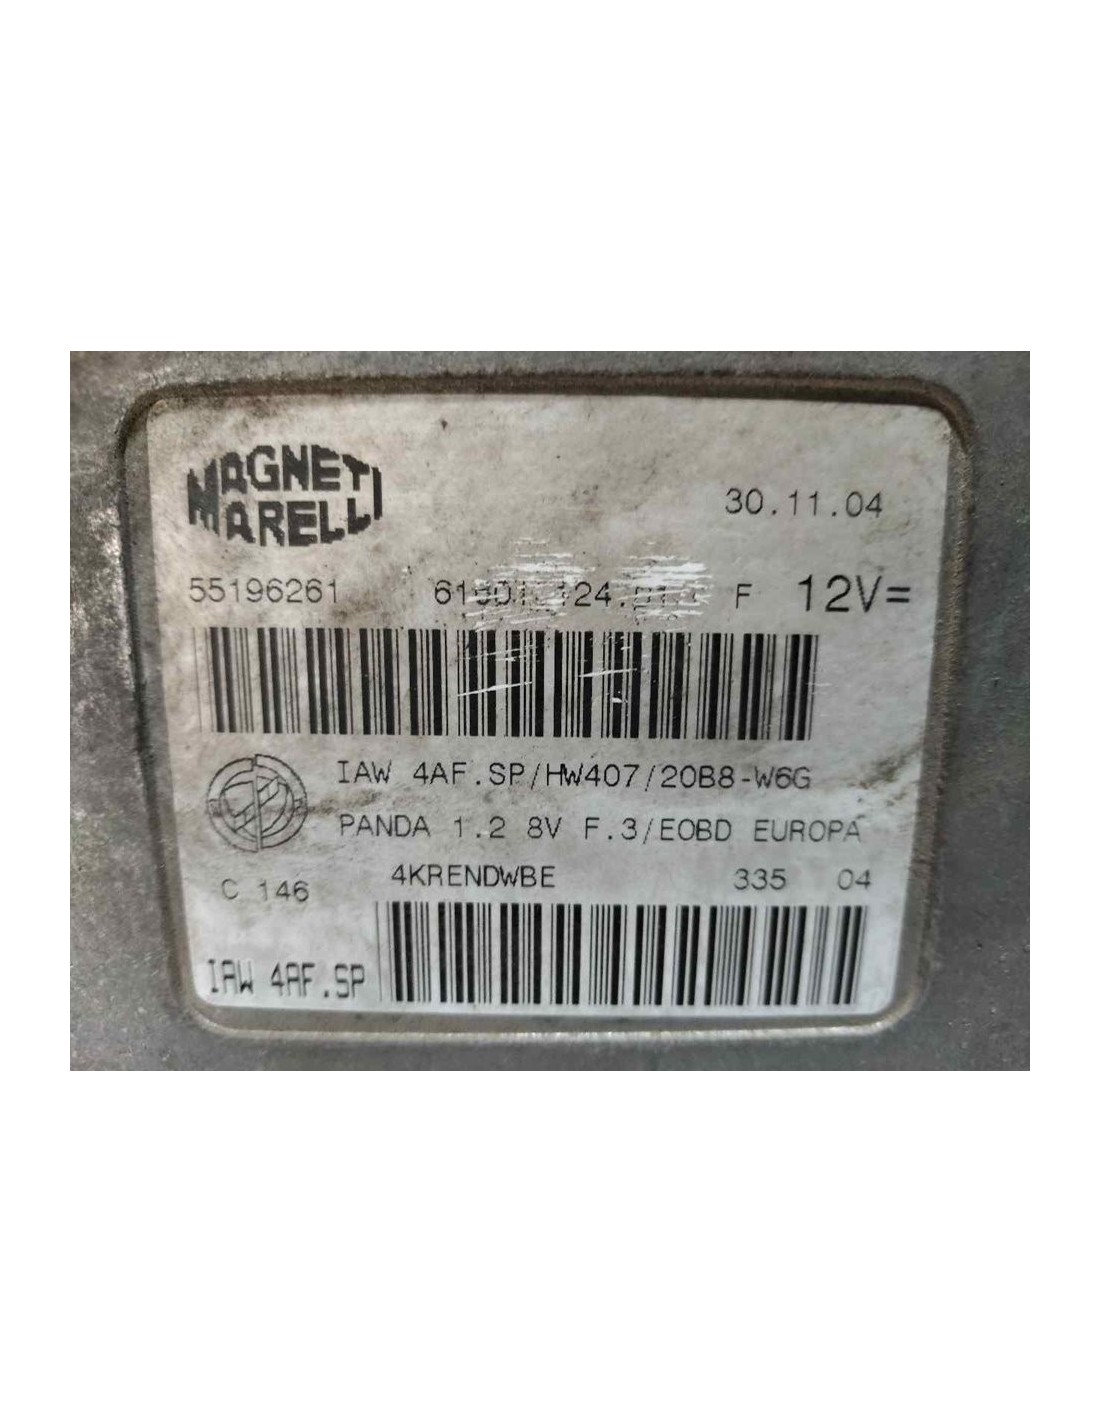 MAGNETI
MARELLI
30.11.04
55196261 F 12V=
IAW 4AF.SP/HW407/20B8-W6G
PANDA 1.2 8V F.3/EOBD EUROPA
4KRENDWBE 335 04
C 146
IAW 4AF.SP